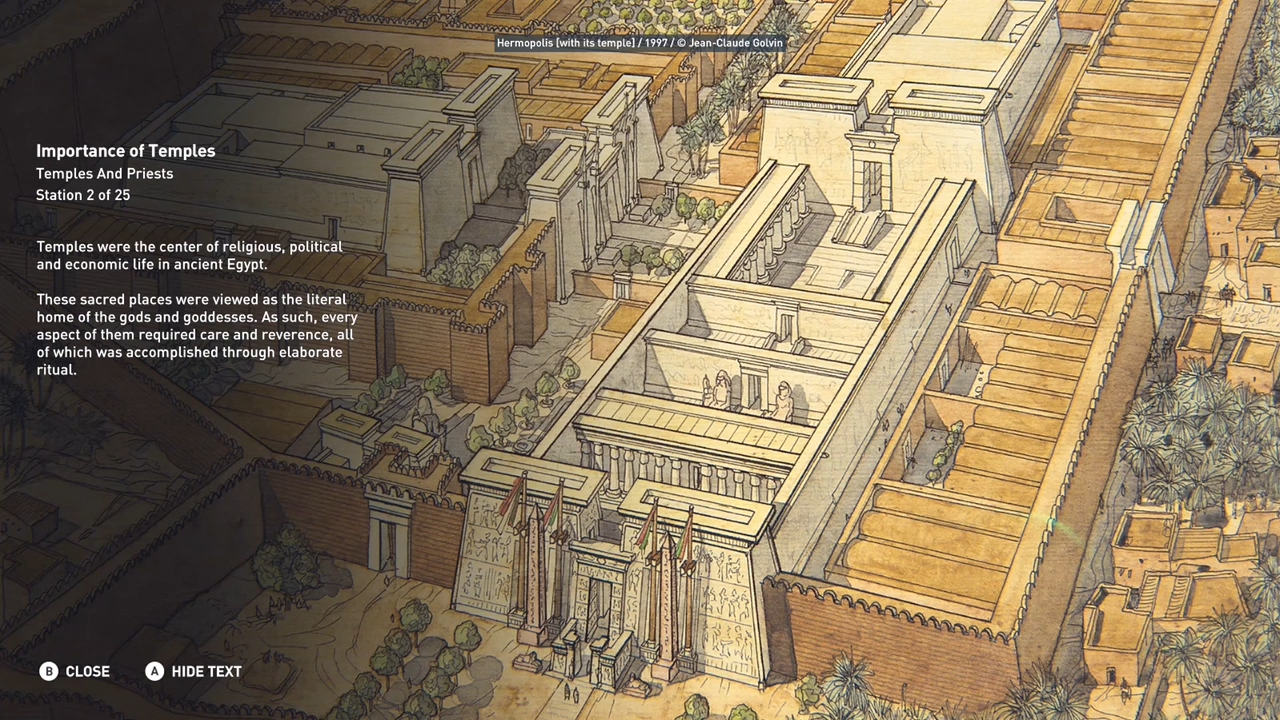 Hermopolis [with its temple] / 1997 / © Jean-Claude Golvin
Importance of Temples
Temples And Priests
Station 2 of 25
Temples were the center of religious, political
and economic life in ancient Egypt.
These sacred places were viewed as the literal
home of the gods and goddesses. As such, every
aspect of them required care and reverence, all
of which was accomplished through elaborate
ritual.
B CLOSE A HIDE TEXT